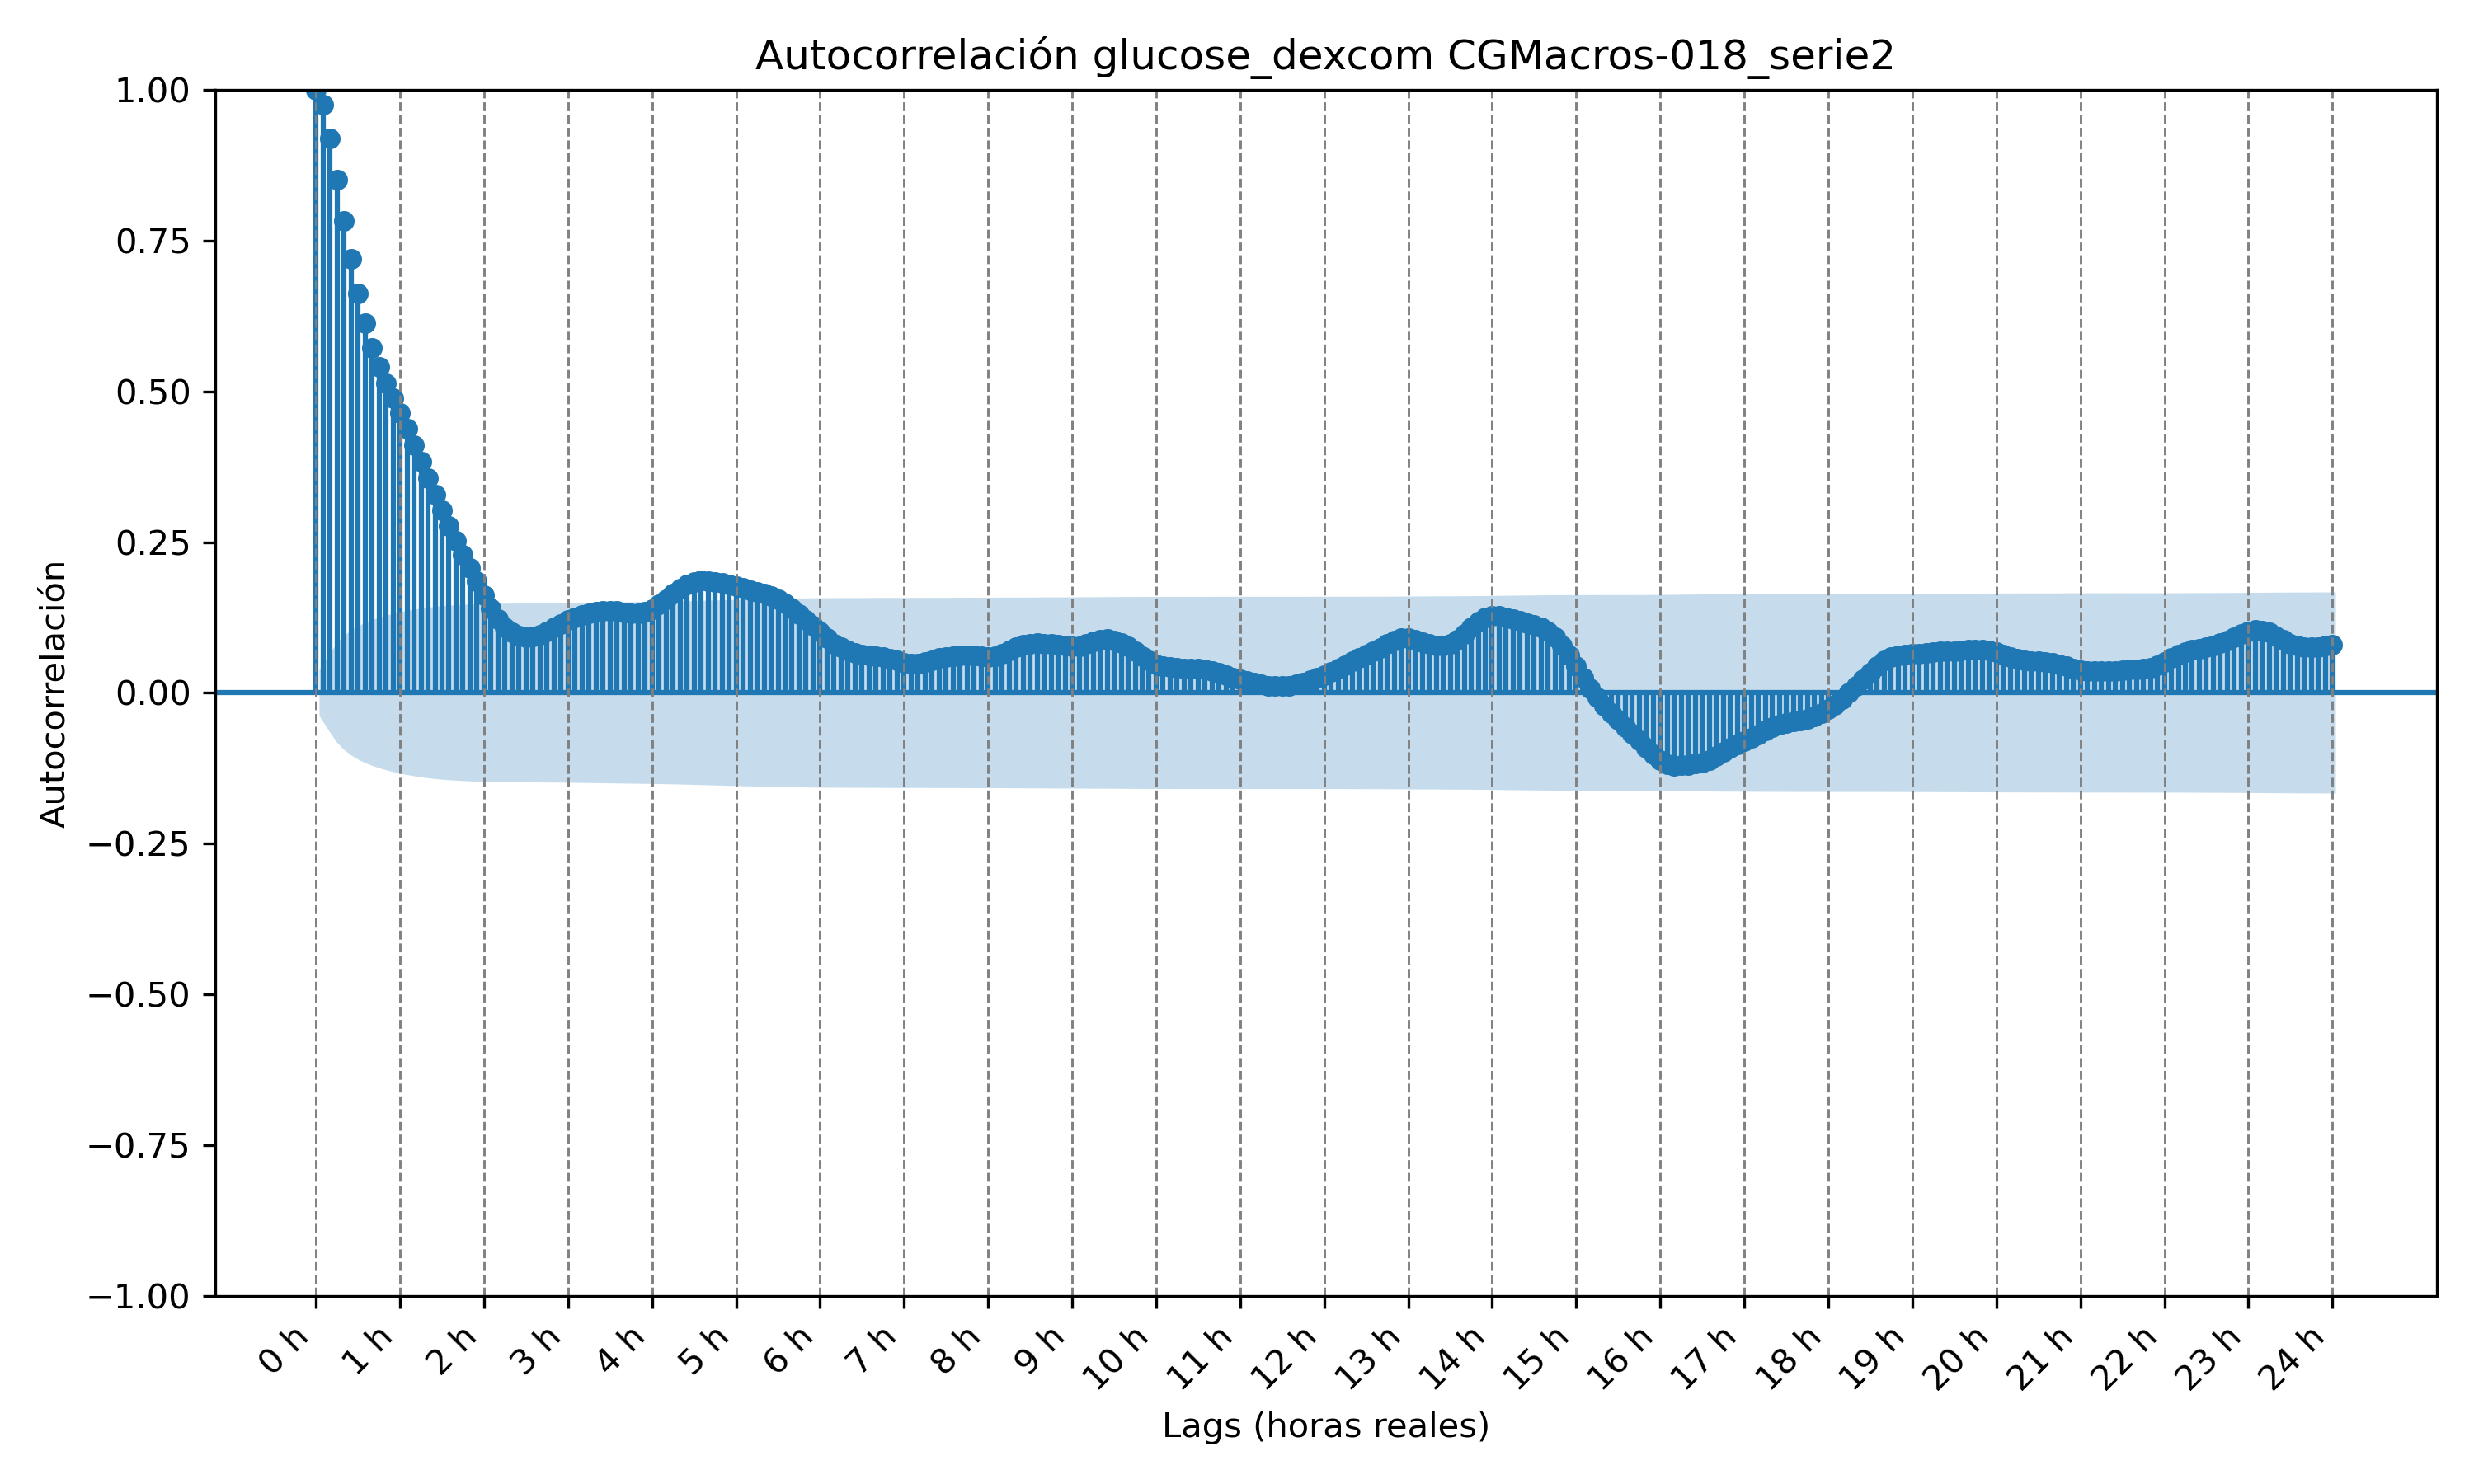 Autocorrelación glucose_dexcom CGMacros-018_serie2
1.00
0.75
0.50
0.25
0.00
−0.25
−0.50
−0.75
−1.00
Autocorrelación
0 h
1 h
2 h
3 h
4 h
5 h
6 h
7 h
8 h
9 h
10 h
11 h
12 h
13 h
14 h
15 h
16 h
17 h
18 h
19 h
20 h
21 h
22 h
23 h
24 h
Lags (horas reales)